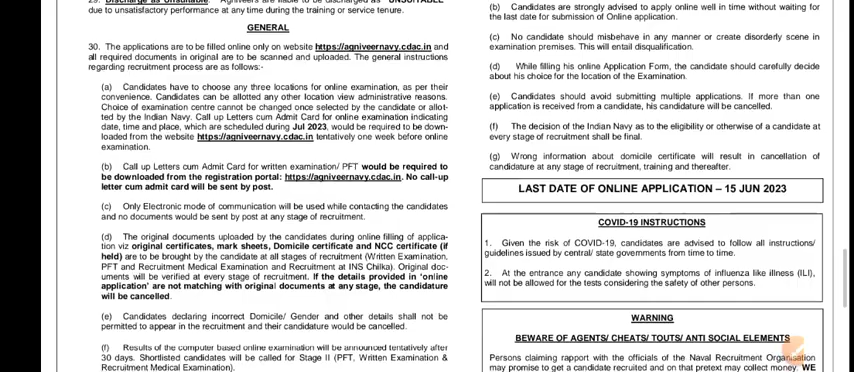 29. Discharge as Unsuitable. Agniveers are liable to be discharged as "UNSUITABLE"
due to unsatisfactory performance at any time during the training or service tenure.
GENERAL
30. The applications are to be filled online only on website https://agniveernavy.cdac.in and
all required documents in original are to be scanned and uploaded. The general instructions
regarding recruitment process are as follows:-
(a) Candidates have to choose any three locations for online examination, as per their
convenience. Candidates can be allotted any other location view administrative reasons.
Choice of examination centre cannot be changed once selected by the candidate or allot-
ted by the Indian Navy. Call up Letters cum Admit Card for online examination indicating
date, time and place, which are scheduled during Jul 2023, would be required to be down-
loaded from the website https://agniveernavy.cdac.in tentatively one week before online
examination.
(b) Call up Letters cum Admit Card for written examination/ PFT would be required to
be downloaded from the registration portal: https://agniveernavy.cdac.in. No call-up
letter cum admit card will be sent by post.
(c) Only Electronic mode of communication will be used while contacting the candidates
and no documents would be sent by post at any stage of recruitment.
(d) The original documents uploaded by the candidates during online filling of applica-
tion viz original certificates, mark sheets, Domicile certificate and NCC certificate (if
held) are to be brought by the candidate at all stages of recruitment (Written Examination,
PFT and Recruitment Medical Examination and Recruitment at INS Chilka). Original doc-
uments will be verified at every stage of recruitment. If the details provided in 'online
application' are not matching with original documents at any stage, the candidature
will be cancelled.
(e) Candidates declaring incorrect Domicile/ Gender and other details shall not be
permitted to appear in the recruitment and their candidature would be cancelled.
(f) Results of the computer based online examination will be announced tentatively after
30 days. Shortlisted candidates will be called for Stage II (PFT, Written Examination &
Recruitment Medical Examination).
(b) Candidates are strongly advised to apply online well in time without waiting for
the last date for submission of Online application.
(c) No candidate should misbehave in any manner or create disorderly scene in
examination premises. This will entail disqualification.
(d) While filling his online Application Form, the candidate should carefully decide
about his choice for the location of the Examination.
(e) Candidates should avoid submitting multiple applications. If more than one
application is received from a candidate, his candidature will be cancelled.
(f) The decision of the Indian Navy as to the eligibility or otherwise of a candidate at
every stage of recruitment shall be final.
(g) Wrong information about domicile certificate will result in cancellation of
candidature at any stage of recruitment, training and thereafter.
LAST DATE OF ONLINE APPLICATION – 15 JUN 2023
COVID-19 INSTRUCTIONS
1. Given the risk of COVID-19, candidates are advised to follow all instructions/
guidelines issued by central/ state governments from time to time.
2. At the entrance any candidate showing symptoms of influenza like illness (ILI),
will not be allowed for the tests considering the safety of other persons.
WARNING
BEWARE OF AGENTS/ CHEATS/ TOUTS/ ANTI SOCIAL ELEMENTS
Persons claiming rapport with the officials of the Naval Recruitment Organisation
may promise to get a candidate recruited and on that pretext may collect money. WE